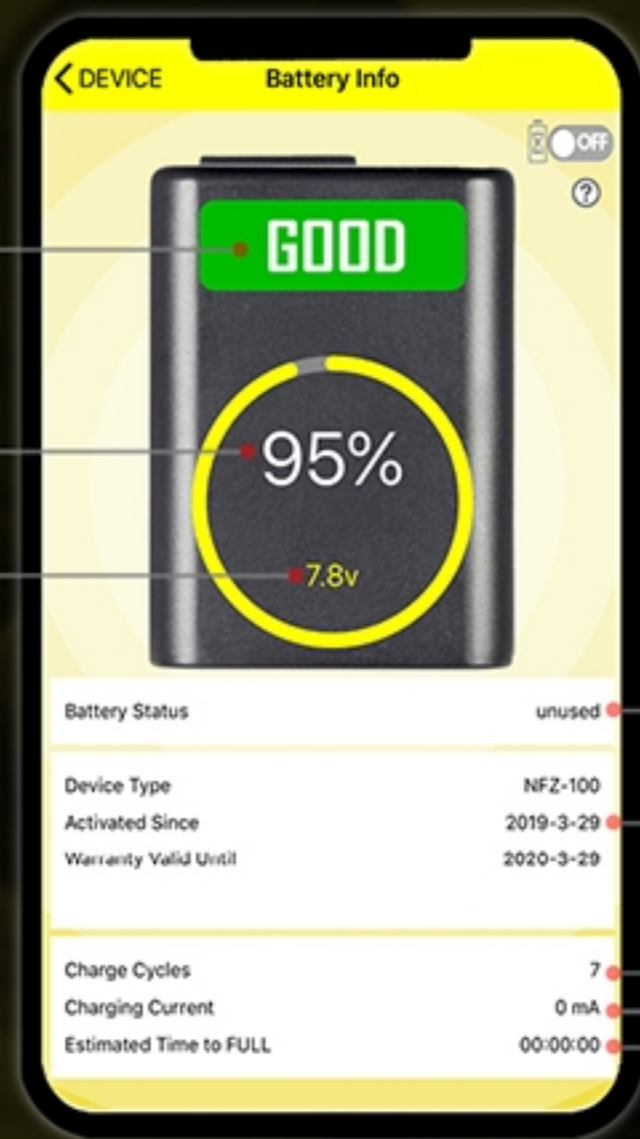 DEVICE Battery Info
OFF
?
GOOD
95%
7.8v
Battery Status unused
Device Type NFZ-100
Activated Since 2019-3-29
Warranty Valid Until 2020-3-29
Charge Cycles 7
Charging Current 0 mA
Estimated Time to FULL 00:00:00